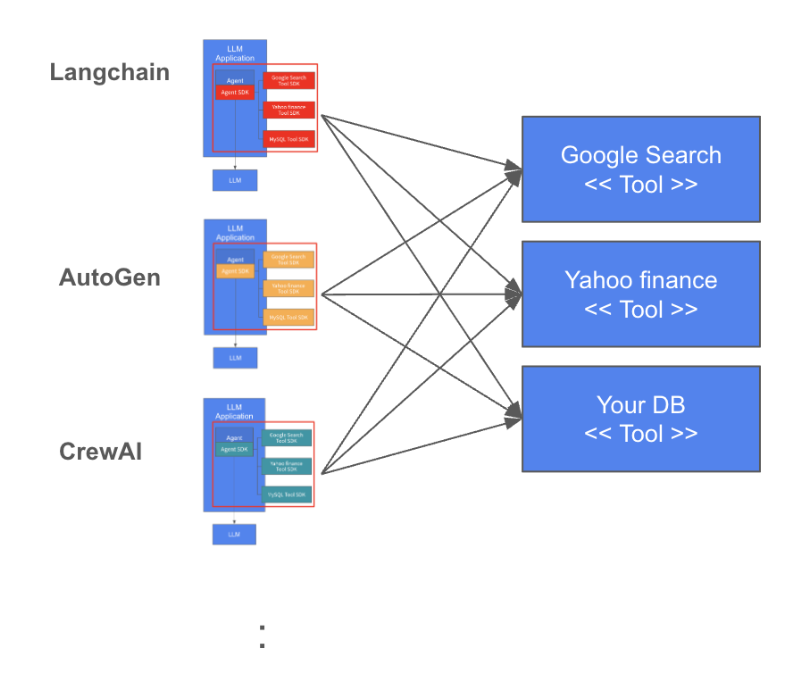 Langchain
LLM
Application
Agent
Agent SDK
Google Search
Tool SDK
Yahoo finance
Tool SDK
MySQL Tool SDK
LLM
AutoGen
LLM
Application
Agent
Agent SDK
Google Search
Tool SDK
Yahoo finance
Tool SDK
MySQL Tool SDK
LLM
CrewAI
LLM
Application
Agent
Agent SDK
Google Search
Tool SDK
Yahoo finance
Tool SDK
MySQL Tool SDK
LLM
:
Google Search
<< Tool >>
Yahoo finance
<< Tool >>
Your DB
<< Tool >>